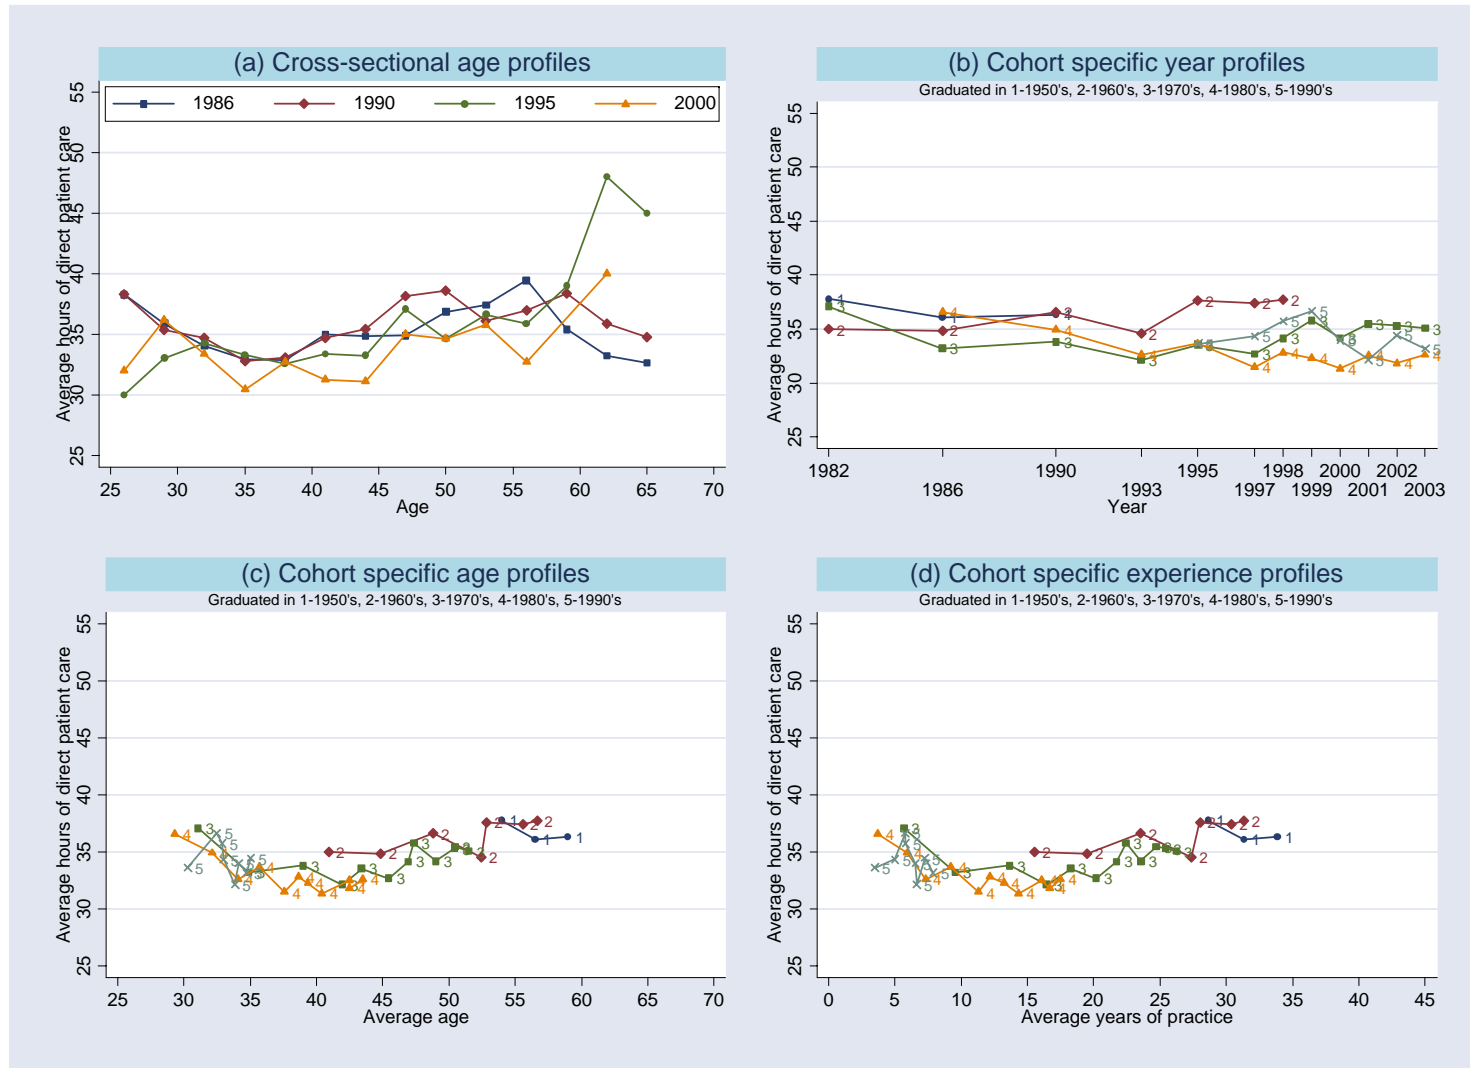 (a) Cross-sectional age profiles
1986 1990 1995 2000
Average hours of direct patient care
55
50
45
40
35
30
25
25 30 35 40 45 50 55 60 65 70
Age
(b) Cohort specific year profiles
Graduated in 1-1950's, 2-1960's, 3-1970's, 4-1980's, 5-1990's
Average hours of direct patient care
55
50
45
40
35
30
25
1982 1990 1995 1998 2000 2002
1986 1993 1997 1999 2001 2003
Year
(c) Cohort specific age profiles
Graduated in 1-1950's, 2-1960's, 3-1970's, 4-1980's, 5-1990's
Average hours of direct patient care
55
50
45
40
35
30
25
25 30 35 40 45 50 55 60 65 70
Average age
(d) Cohort specific experience profiles
Graduated in 1-1950's, 2-1960's, 3-1970's, 4-1980's, 5-1990's
Average hours of direct patient care
55
50
45
40
35
30
25
0 5 10 15 20 25 30 35 40 45
Average years of practice